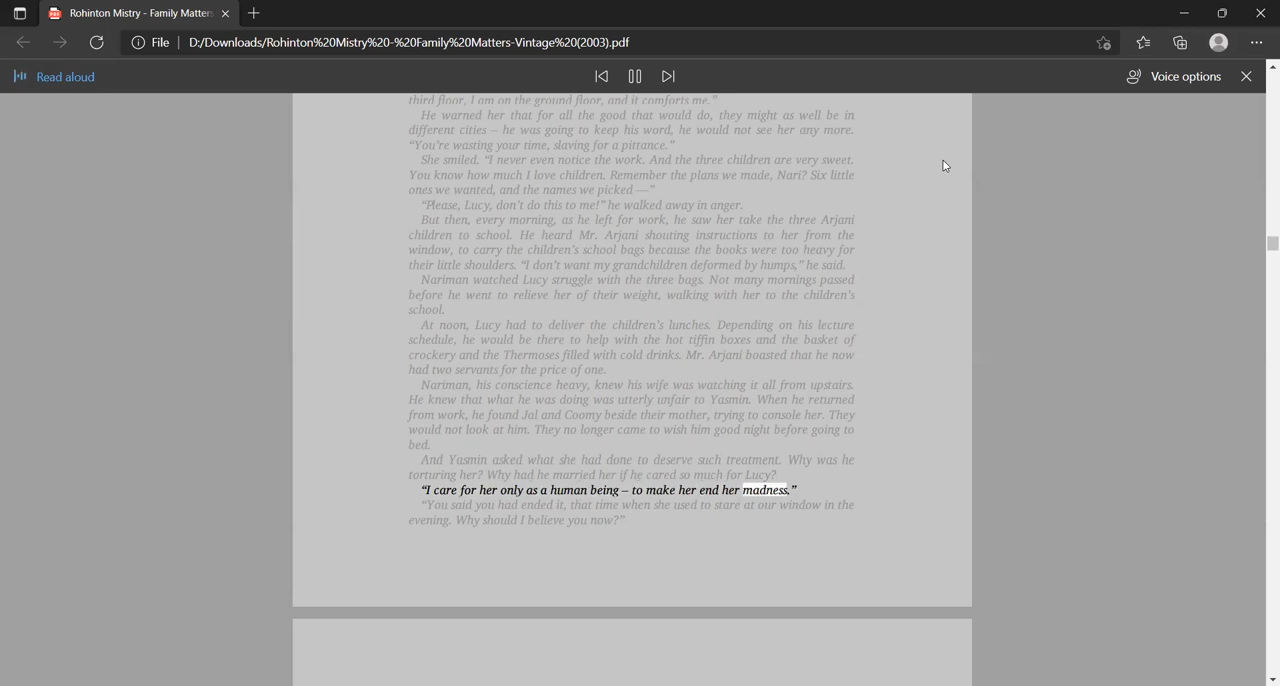 Rohinton Mistry - Family Matters
File
D:/Downloads/Rohinton%20Mistry%20-%20Family%20Matters-Vintage%20(2003).pdf
Read aloud
Voice options
third floor, I am on the ground floor, and it comforts me.”
He warned her that for all the good that would do, they might as well be in
different cities – he was going to keep his word, he would not see her any more.
“You're wasting your time, slaving for a pittance.”
She smiled. “I never even notice the work. And the three children are very sweet.
You know how much I love children. Remember the plans we made, Nari? Six little
ones we wanted, and the names we picked —”
“Please, Lucy, don't do this to me!” he walked away in anger.
But then, every morning, as he left for work, he saw her take the three Arjani
children to school. He heard Mr. Arjani shouting instructions to her from the
window, to carry the children's school bags because the books were too heavy for
their little shoulders. “I don't want my grandchildren deformed by humps,” he said.
Nariman watched Lucy struggle with the three bags. Not many mornings passed
before he went to relieve her of their weight, walking with her to the children's
school.
At noon, Lucy had to deliver the children's lunches. Depending on his lecture
schedule, he would be there to help with the hot tiffin boxes and the basket of
crockery and the Thermoses filled with cold drinks. Mr. Arjani boasted that he now
had two servants for the price of one.
Nariman, his conscience heavy, knew his wife was watching it all from upstairs.
He knew that what he was doing was utterly unfair to Yasmin. When he returned
from work, he found Jal and Coomy beside their mother, trying to console her. They
would not look at him. They no longer came to wish him good night before going to
bed.
And Yasmin asked what she had done to deserve such treatment. Why was he
torturing her? Why had he married her if he cared so much for Lucy?
“I care for her only as a human being – to make her end her madness.”
“You said you had ended it, that time when she used to stare at our window in the
evening. Why should I believe you now?”